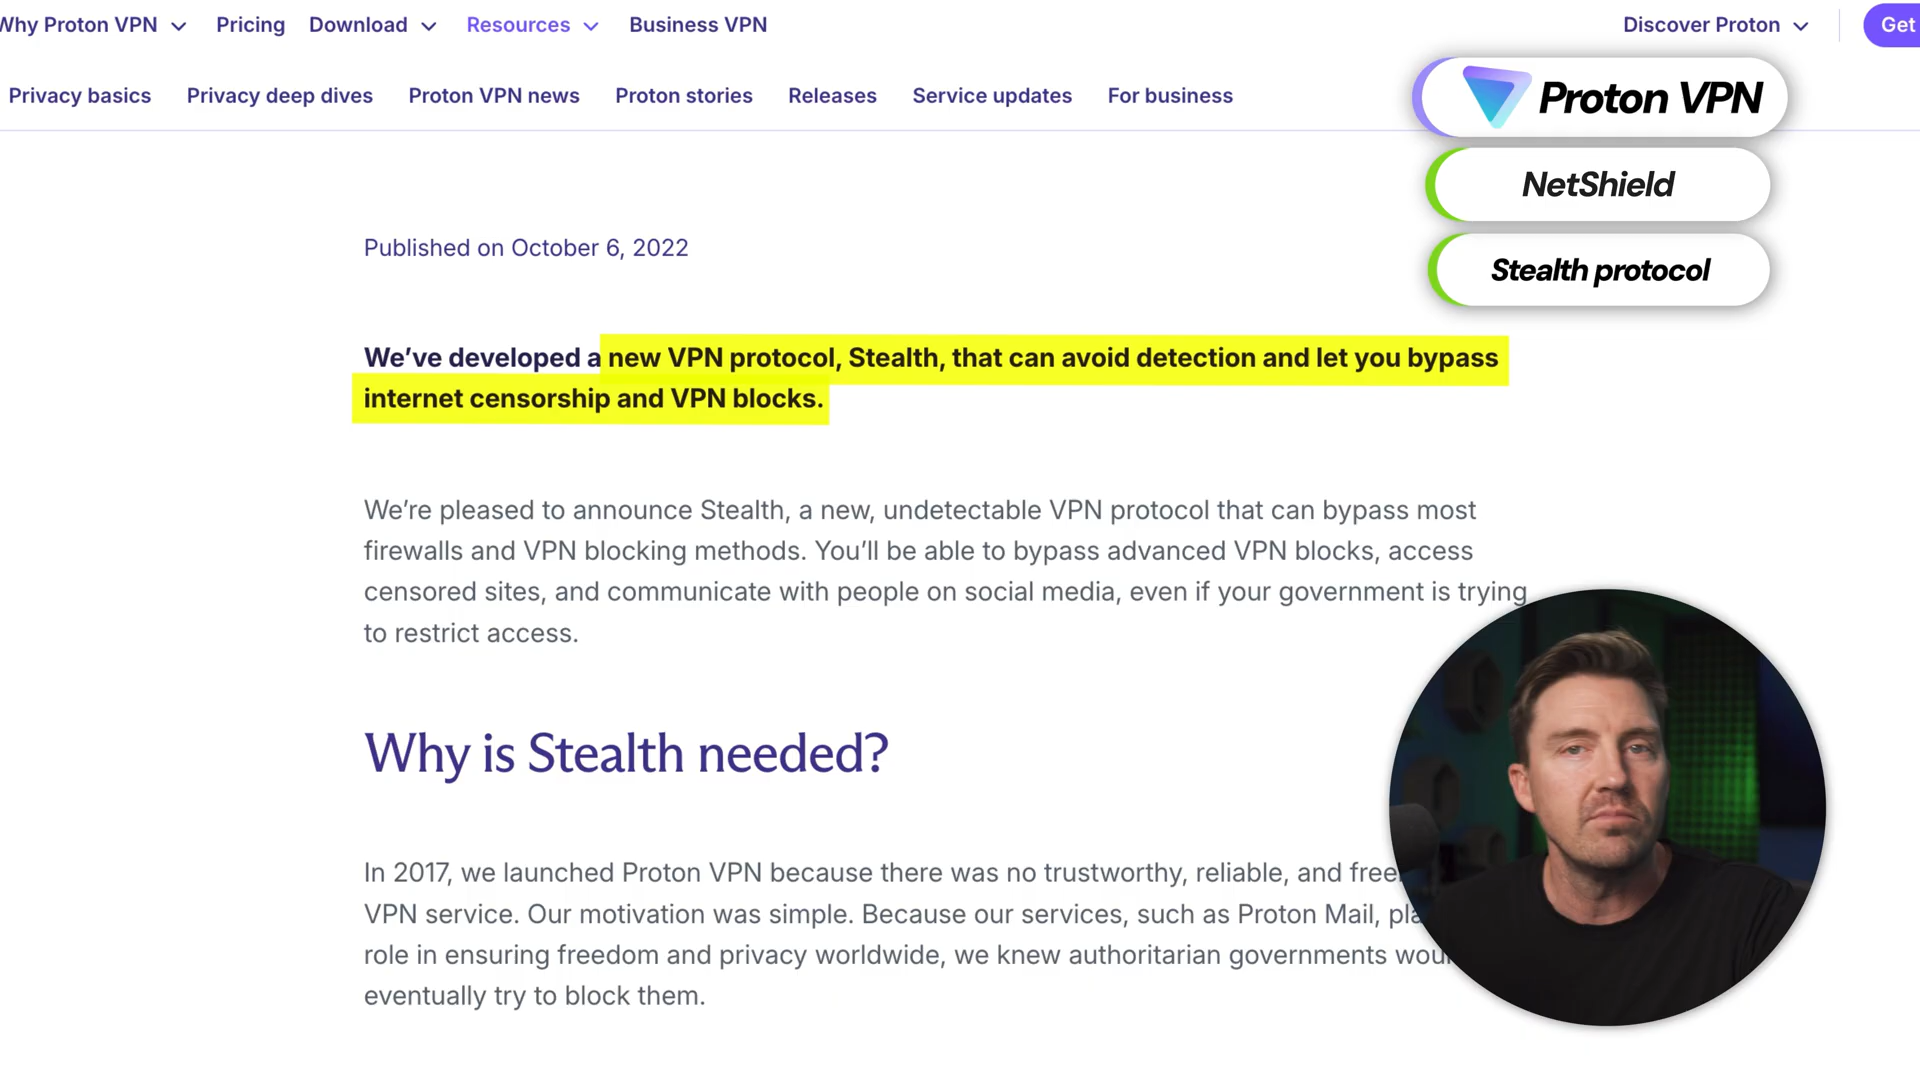 Why Proton VPN
Pricing
Download
Resources
Business VPN
Discover Proton
Get
Privacy basics
Privacy deep dives
Proton VPN news
Proton stories
Releases
Service updates
For business
Proton VPN
NetShield
Stealth protocol
Published on October 6, 2022
We’ve developed a new VPN protocol, Stealth, that can avoid detection and let you bypass
internet censorship and VPN blocks.
We’re pleased to announce Stealth, a new, undetectable VPN protocol that can bypass most
firewalls and VPN blocking methods. You’ll be able to bypass advanced VPN blocks, access
censored sites, and communicate with people on social media, even if your government is trying
to restrict access.
Why is Stealth needed?
In 2017, we launched Proton VPN because there was no trustworthy, reliable, and free
VPN service. Our motivation was simple. Because our services, such as Proton Mail,
role in ensuring freedom and privacy worldwide, we knew authoritarian governments
eventually try to block them.